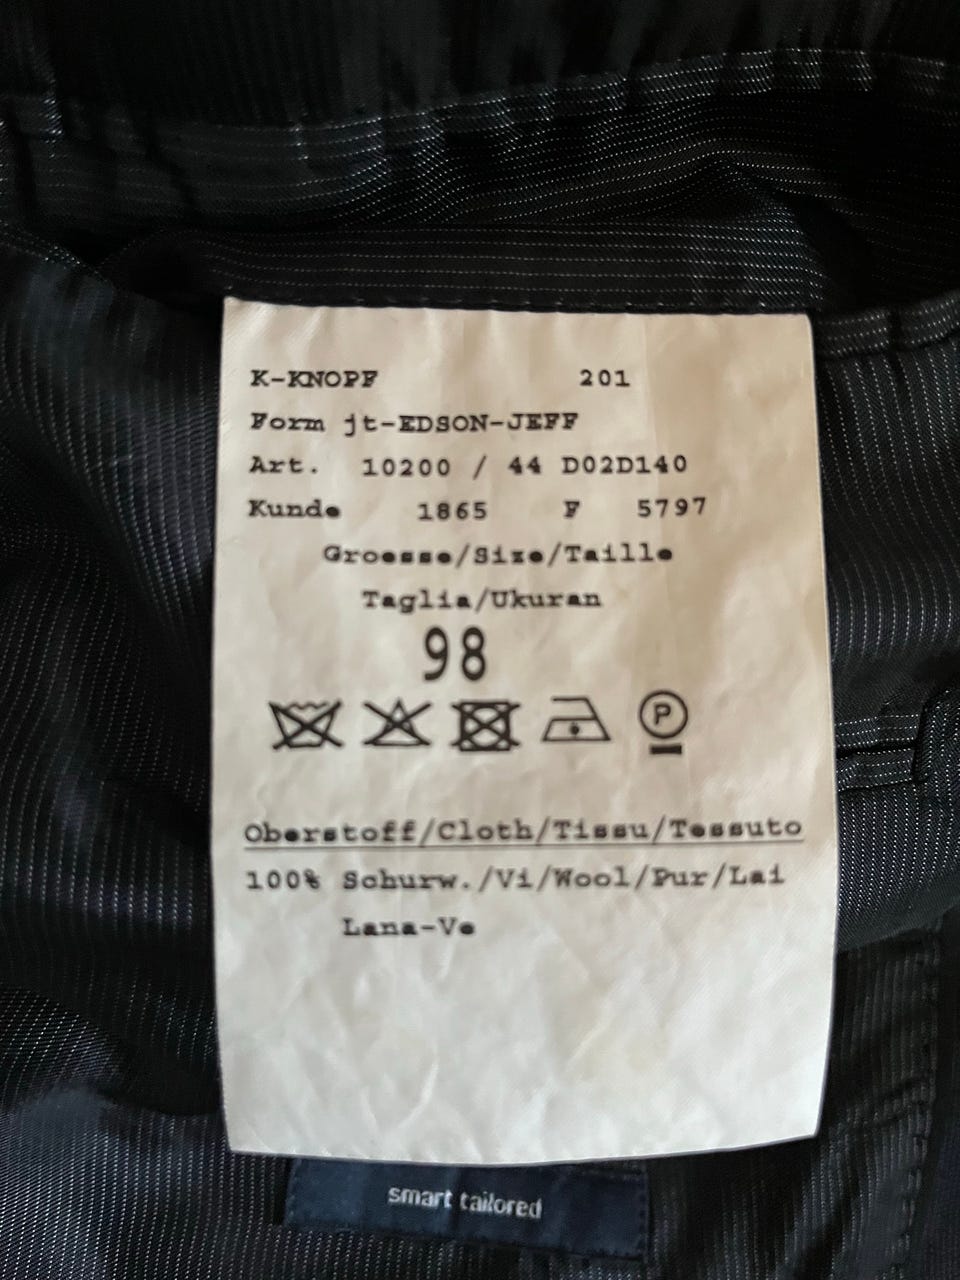 K-KNOPF 201
Form jt-EDSON-JEFF
Art. 10200 / 44 D02D140
Kunde 1865 F 5797
Groesse/Size/Taille
Taglia/Ukuran
98
P
Oberstoff/Cloth/Tissu/Tessuto
100% Schurw./Vi/Wool/Pur/Lai
Lana-Ve
smart tailored